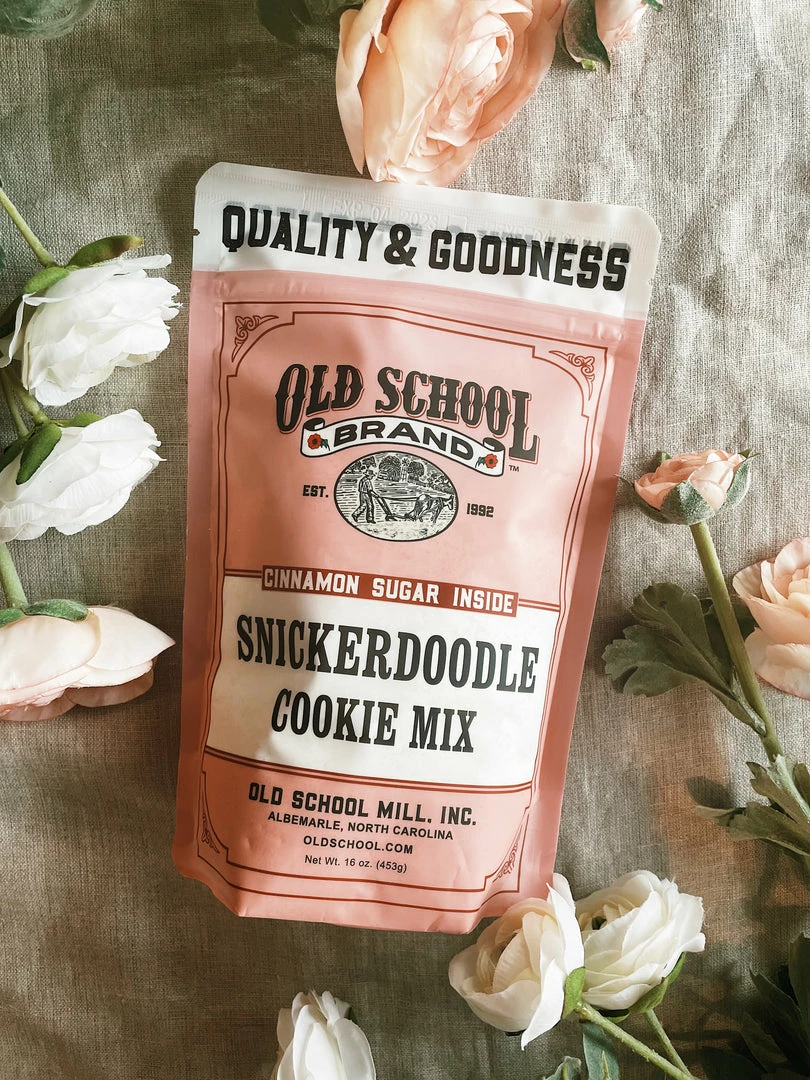 QUALITY & GOODNESS
OLD SCHOOL
BRAND™
EST. 1992
CINNAMON SUGAR INSIDE
SNICKERDOODLE
COOKIE MIX
OLD SCHOOL MILL, INC.
ALBEMARLE, NORTH CAROLINA
OLDSCHOOL.COM
Net Wt. 16 oz. (453g)